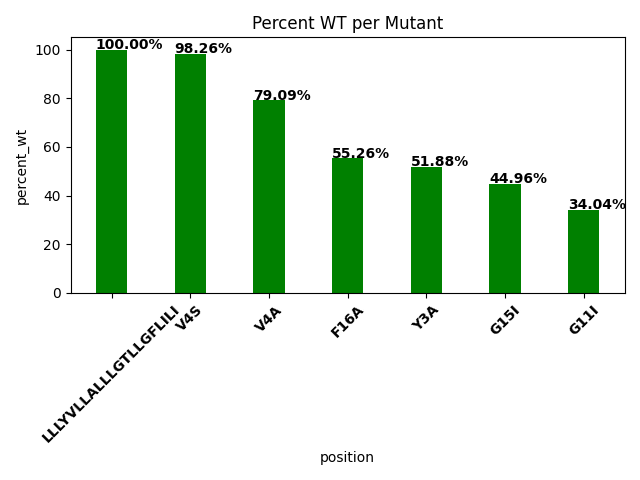 Percent WT per Mutant
100.00%
98.26%
79.09%
55.26%
51.88%
44.96%
34.04%
percent_wt
100
80
60
40
20
0
LLLYVLLALLLGTLLGFLILI
V4S
V4A
F16A
Y3A
G15I
G11I
position